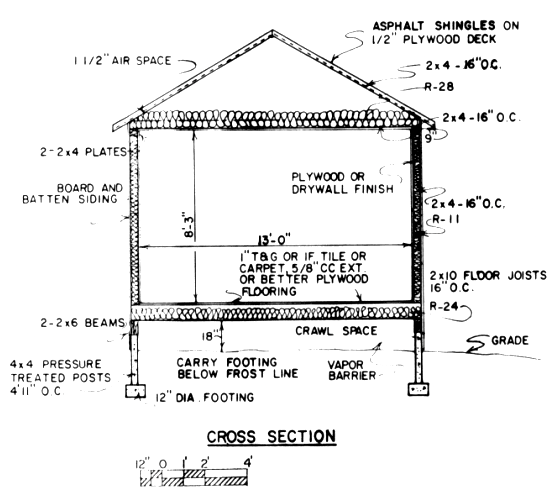 ASPHALT SHINGLES ON
1/2" PLYWOOD DECK
1 1/2" AIR SPACE
2x4-16"O.C.
R-28
2x4-16"O.C.
9"
2-2x4 PLATES
PLYWOOD OR
DRYWALL FINISH
BOARD AND
BATTEN SIDING
2x4-16"O.C.
R-11
8'-3"
13'-0"
1" T&G OR IF TILE OR
CARPET, 5/8" CC EXT.
OR BETTER PLYWOOD
FLOORING
2x10 FLOOR JOISTS
16"O.C.
R-24
2-2x6 BEAMS
18"
CRAWL SPACE
GRADE
4x4 PRESSURE
TREATED POSTS
4'11" O.C
CARRY FOOTING
BELOW FROST LINE
VAPOR
BARRIER
12" DIA. FOOTING
CROSS SECTION
12" 0 1' 2' 4'